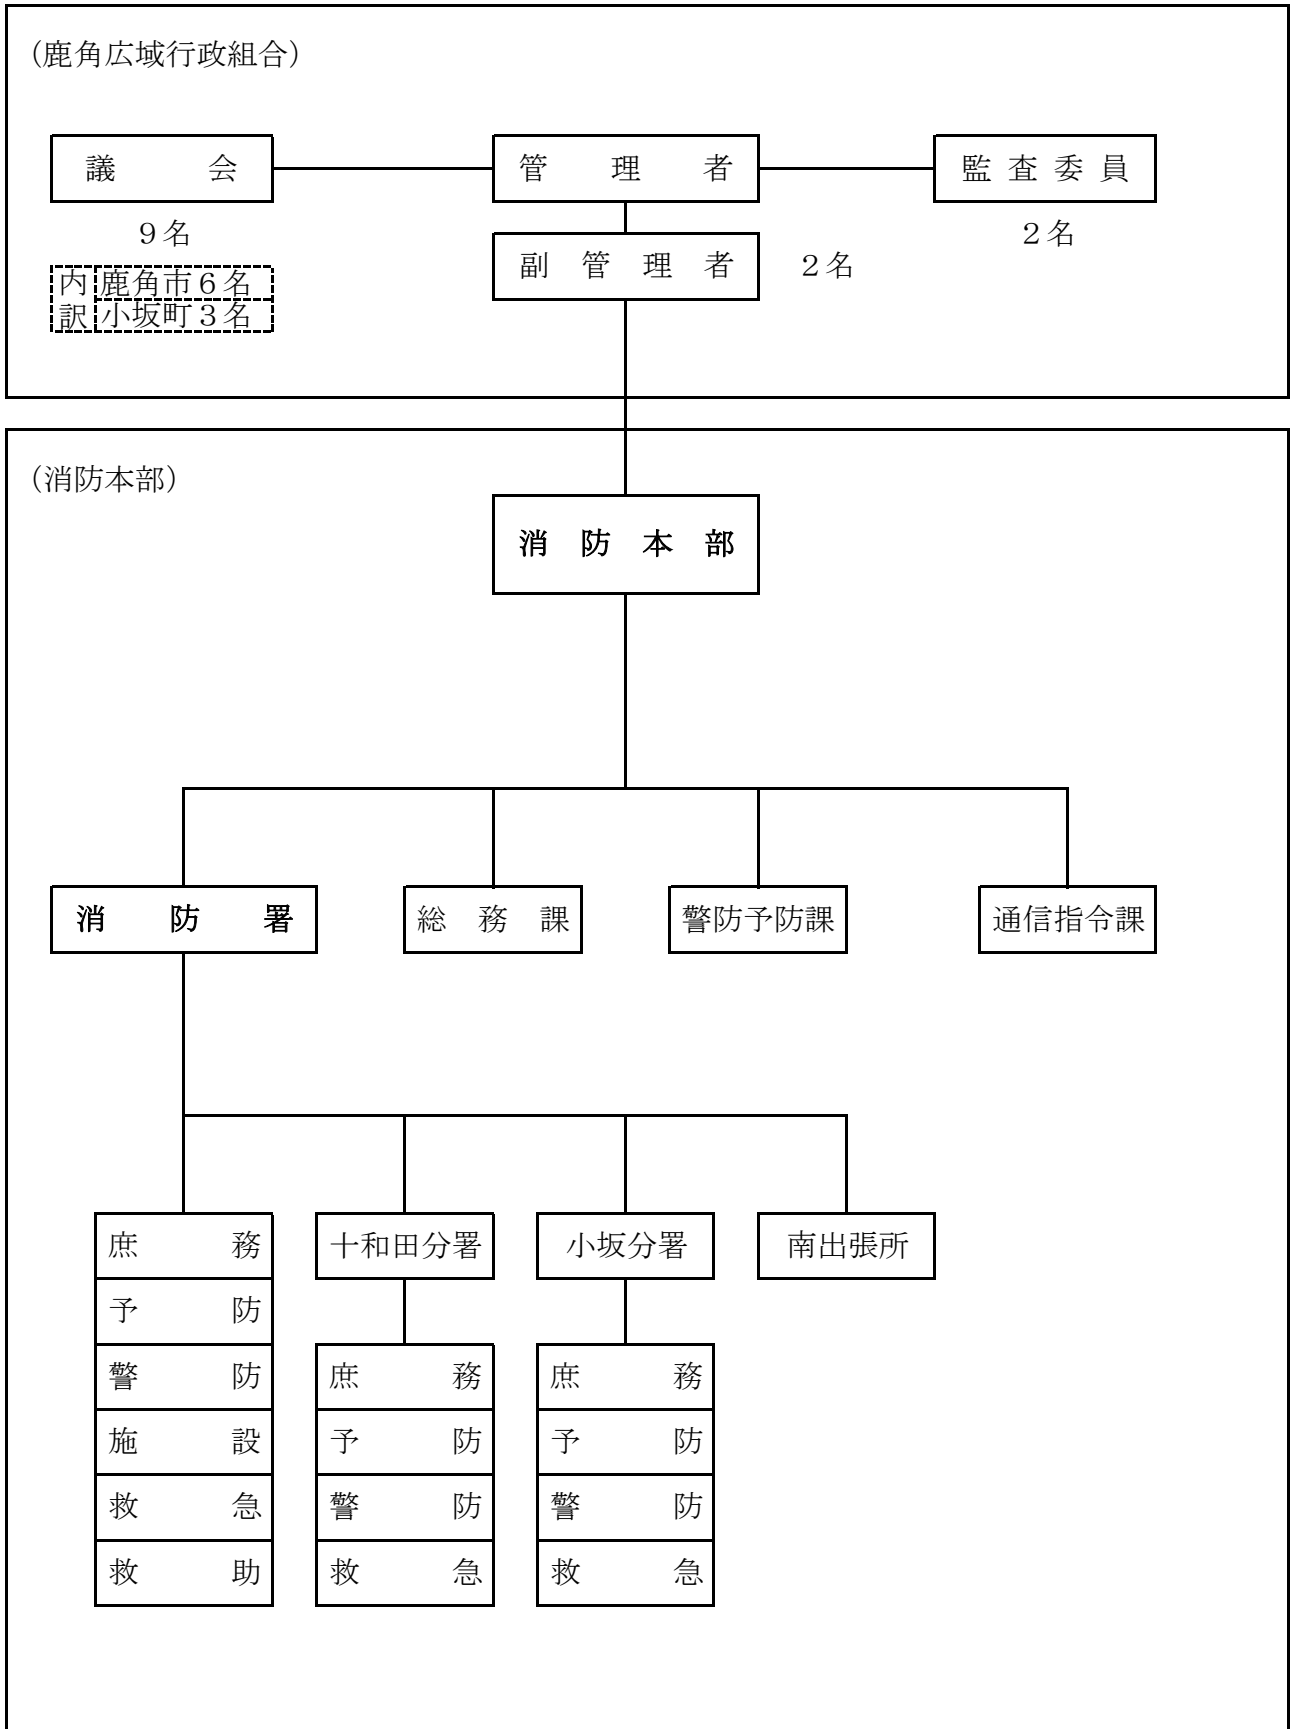 （鹿角広域行政組合）
議会 管理者 監査委員
９名 ２名
副管理者 ２名
内訳 鹿角市６名
小坂町３名
（消防本部）
消防本部
消防署 総務課 警防予防課 通信指令課
庶務 十和田分署 小坂分署 南出張所
予防
警防 庶務 庶務
施設 予防 予防
救急 警防 警防
救助 救急 救急